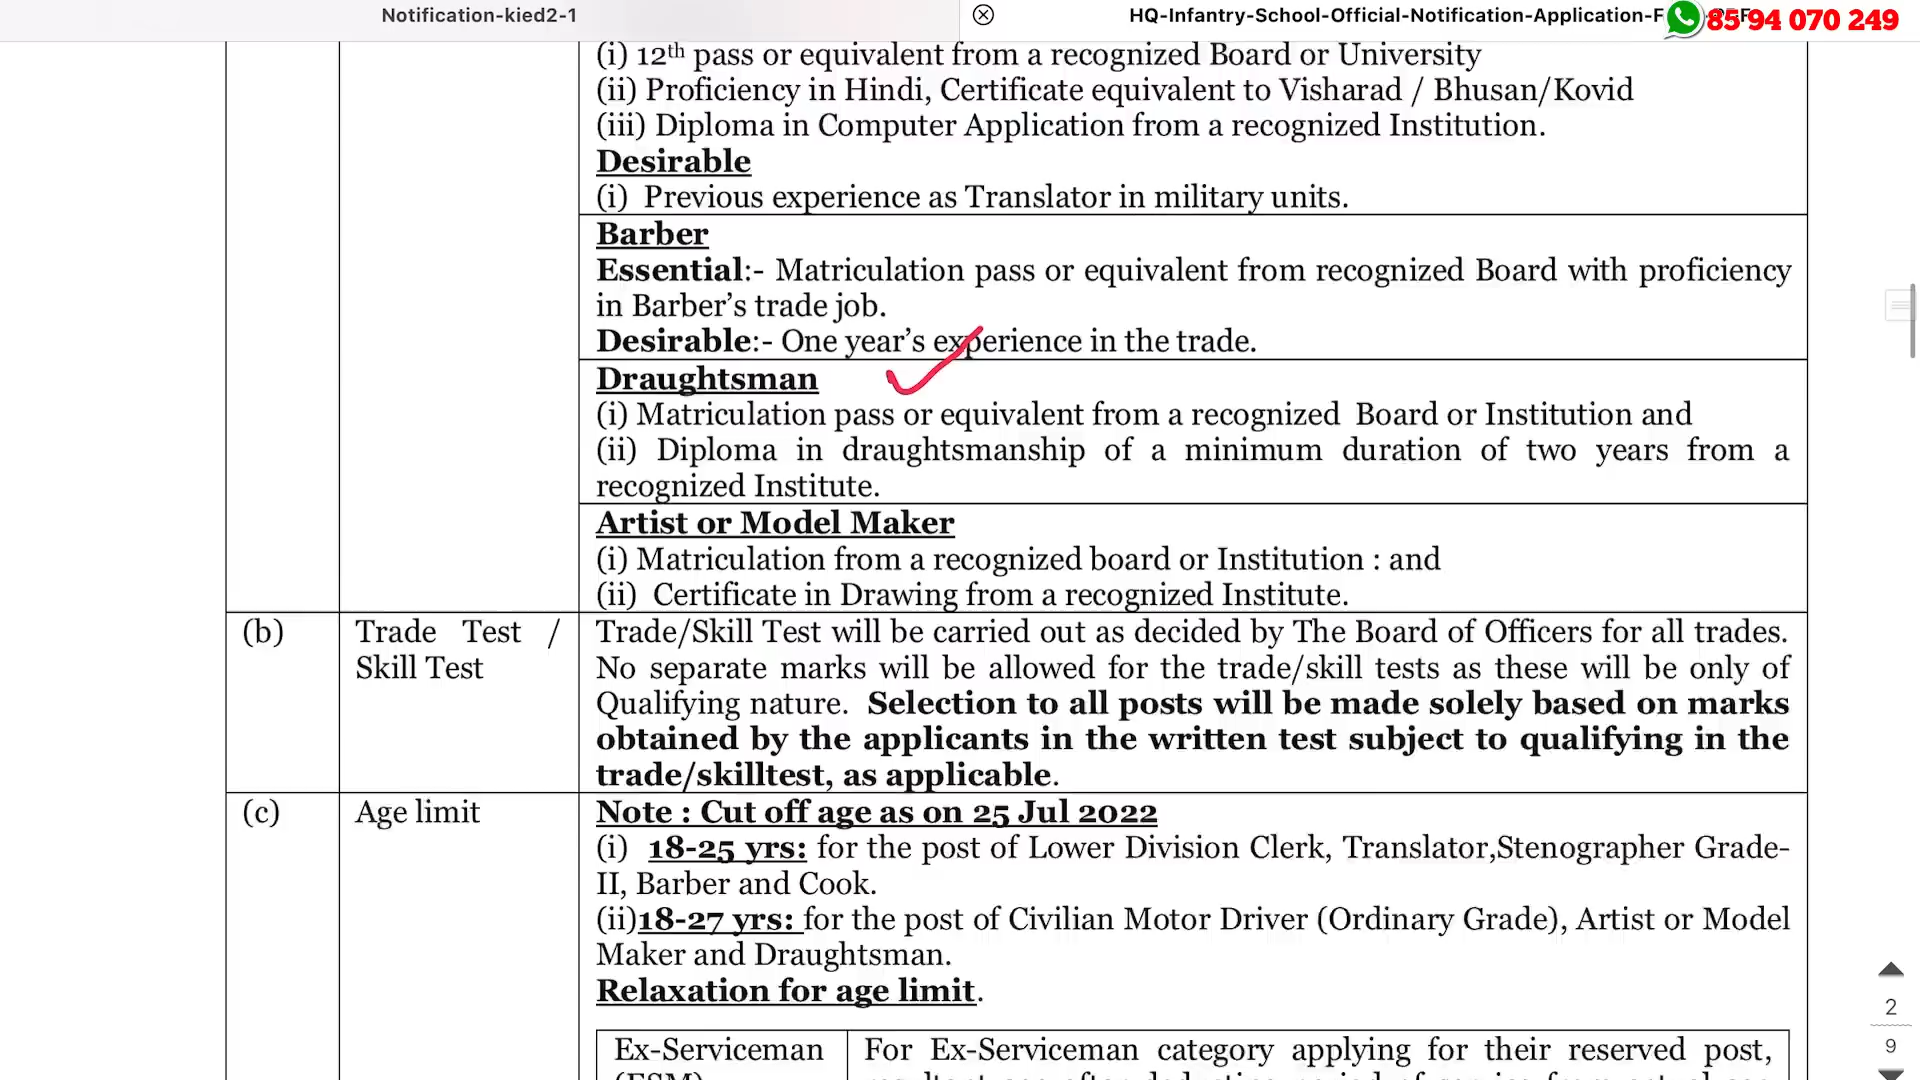 Notification-kied2-1
HQ-Infantry-School-Official-Notification-Application-F
85 94 070 249
(i) 12th pass or equivalent from a recognized Board or University
(ii) Proficiency in Hindi, Certificate equivalent to Visharad / Bhusan/Kovid
(iii) Diploma in Computer Application from a recognized Institution.
Desirable
(i) Previous experience as Translator in military units.
Barber
Essential:- Matriculation pass or equivalent from recognized Board with proficiency
in Barber’s trade job.
Desirable:- One year’s experience in the trade.
Draughtsman
(i) Matriculation pass or equivalent from a recognized Board or Institution and
(ii) Diploma in draughtsmanship of a minimum duration of two years from a
recognized Institute.
Artist or Model Maker
(i) Matriculation from a recognized board or Institution : and
(ii) Certificate in Drawing from a recognized Institute.
(b)
Trade Test /
Skill Test
Trade/Skill Test will be carried out as decided by The Board of Officers for all trades.
No separate marks will be allowed for the trade/skill tests as these will be only of
Qualifying nature. Selection to all posts will be made solely based on marks
obtained by the applicants in the written test subject to qualifying in the
trade/skilltest, as applicable.
(c)
Age limit
Note : Cut off age as on 25 Jul 2022
(i) 18-25 yrs: for the post of Lower Division Clerk, Translator,Stenographer Grade-
II, Barber and Cook.
(ii)18-27 yrs: for the post of Civilian Motor Driver (Ordinary Grade), Artist or Model
Maker and Draughtsman.
Relaxation for age limit.
Ex-Serviceman
(ESM)
For Ex-Serviceman category applying for their reserved post,
2
9